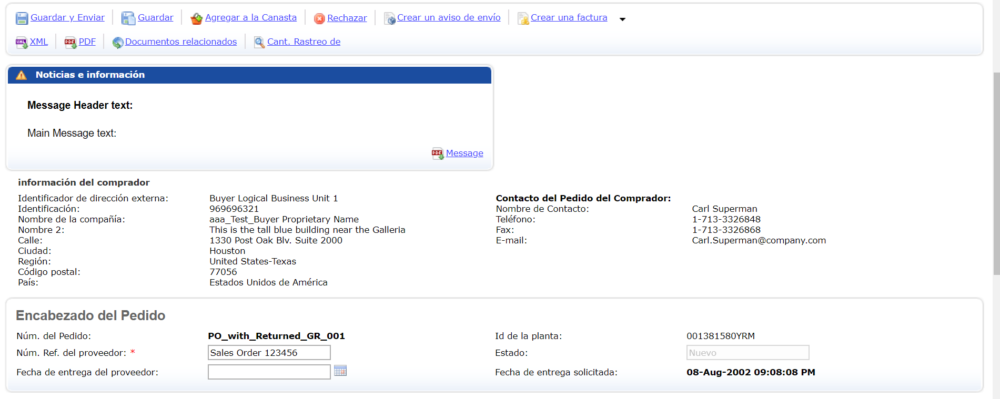 Guardar y Enviar Guardar Agregar a la Canasta Rechazar Crear un aviso de envío Crear una factura
XML PDF Documentos relacionados Cant. Rastreo de
Noticias e información
Message Header text:
Main Message text:
Message
información del comprador
Identificador de dirección externa: Buyer Logical Business Unit 1 Contacto del Pedido del Comprador:
Identificación: 969696321 Nombre de Contacto: Carl Superman
Nombre de la compañía: aaa_Test_Buyer Proprietary Name Teléfono: 1-713-3326848
Nombre 2: This is the tall blue building near the Galleria Fax: 1-713-3326868
Calle: 1330 Post Oak Blv. Suite 2000 E-mail: Carl.Superman@company.com
Ciudad: Houston
Región: United States-Texas
Código postal: 77056
País: Estados Unidos de América
Encabezado del Pedido
Núm. del Pedido: PO_with_Returned_GR_001 Id de la planta: 001381580YRM
Núm. Ref. del proveedor: * Sales Order 123456 Estado: Nuevo
Fecha de entrega del proveedor: Fecha de entrega solicitada: 08-Aug-2002 09:08:08 PM